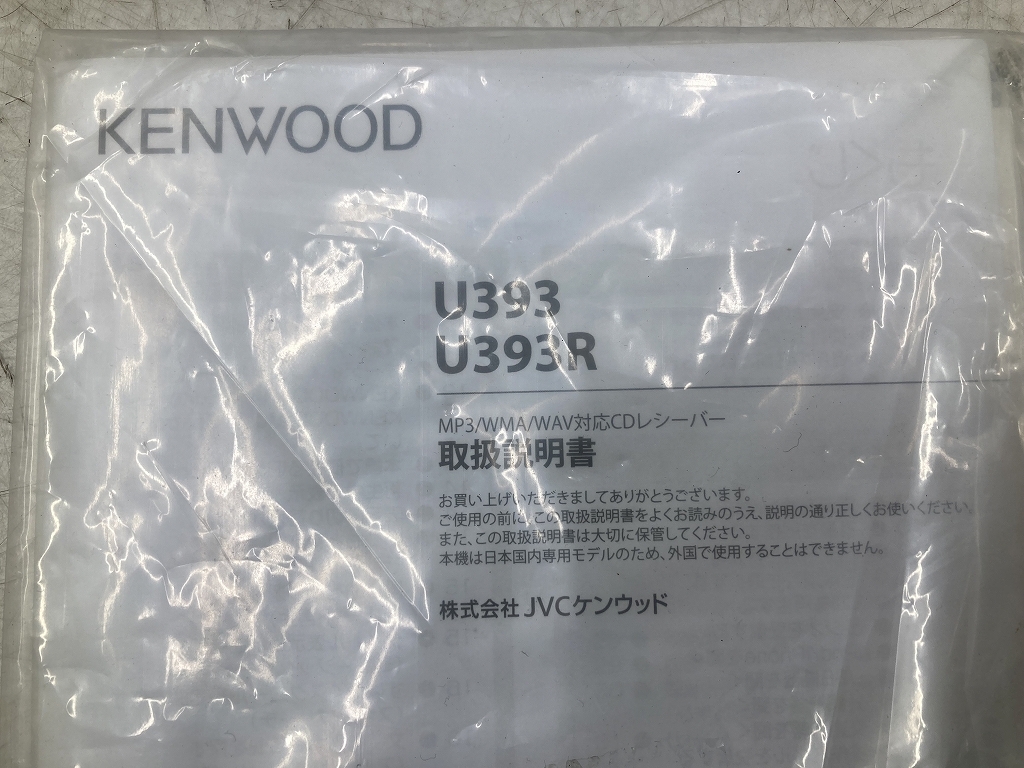 KENWOOD
U393
U393R
MP3/WMA/WAV対応CDレシーバー
取扱説明書
お買い上げいただきましてありがとうございます。
ご使用の前に、この取扱説明書をよくお読みのうえ、説明の通り正しくお使いください。
また、この取扱説明書は大切に保管してください。
本機は日本国内専用モデルのため、外国で使用することはできません。
株式会社 JVCケンウッド